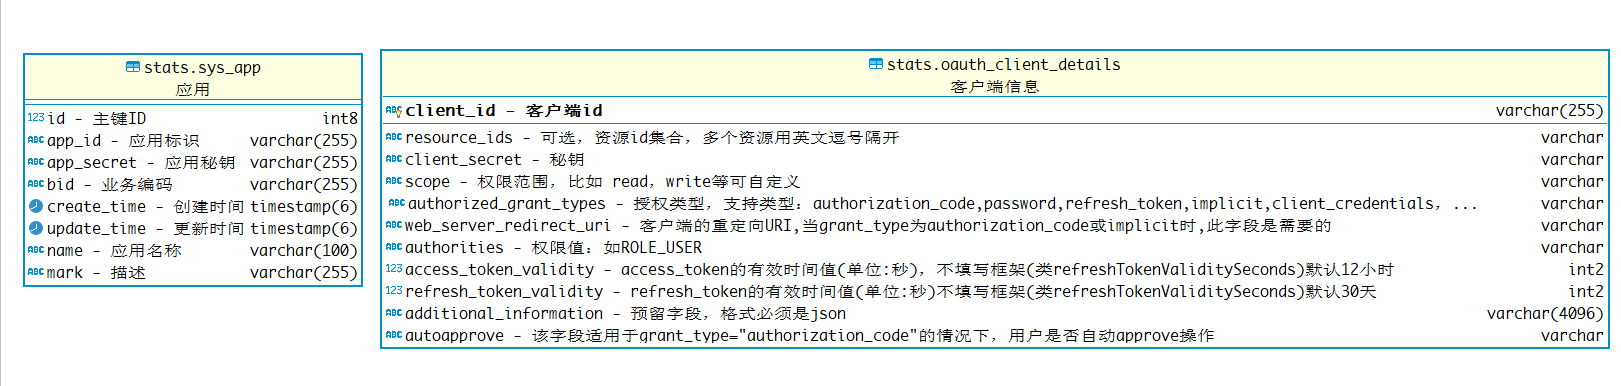 stats.sys_app
应用
123 id - 主键ID int8
ABC app_id - 应用标识 varchar(255)
ABC app_secret - 应用秘钥 varchar(255)
ABC bid - 业务编码 varchar(255)
create_time - 创建时间 timestamp(6)
update_time - 更新时间 timestamp(6)
ABC name - 应用名称 varchar(100)
ABC mark - 描述 varchar(255)
stats.oauth_client_details
客户端信息
ABC client_id - 客户端id varchar(255)
ABC resource_ids - 可选，资源id集合，多个资源用英文逗号隔开 varchar
ABC client_secret - 秘钥 varchar
ABC scope - 权限范围，比如 read，write等可自定义 varchar
ABC authorized_grant_types - 授权类型，支持类型：authorization_code,password,refresh_token,implicit,client_credentials，... varchar
ABC web_server_redirect_uri - 客户端的重定向URI,当grant_type为authorization_code或implicit时,此字段是需要的 varchar
ABC authorities - 权限值：如ROLE_USER varchar
123 access_token_validity - access_token的有效时间值(单位:秒)，不填写框架(类refreshTokenValiditySeconds)默认12小时 int2
123 refresh_token_validity - refresh_token的有效时间值(单位:秒)不填写框架(类refreshTokenValiditySeconds)默认30天 int2
ABC additional_information - 预留字段，格式必须是json varchar(4096)
ABC autoapprove - 该字段适用于grant_type="authorization_code"的情况下，用户是否自动approve操作 varchar